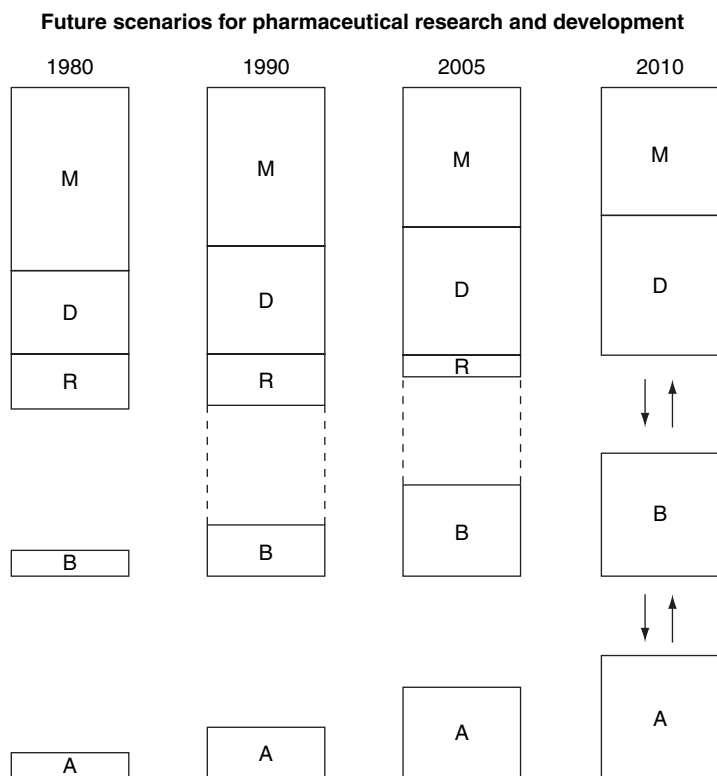 Future scenarios for pharmaceutical research and development
1980 1990 2005 2010
M M M M
D D D D
R R R
B B B B
A A A A